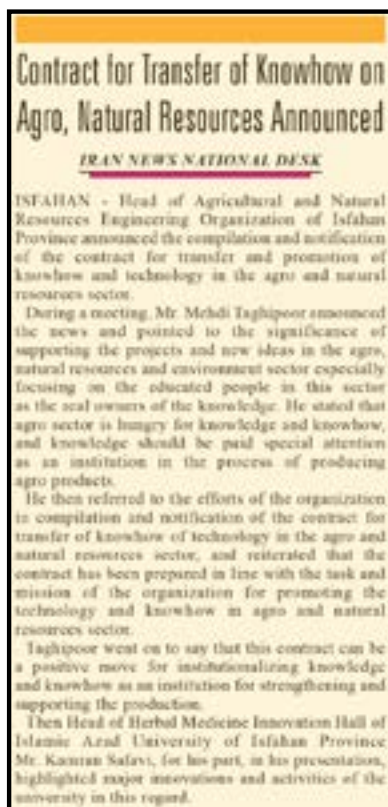 Contract for Transfer of Knowhow on
Agro, Natural Resources Announced
IRAN NEWS NATIONAL DESK
ISFAHAN - Head of Agricultural and Natural
Resources Engineering Organization of Isfahan
Province announced the compilation and notification
of the contract for transfer and promotion of
knowhow and technology in the agro and natural
resources sector.
During a meeting, Mr. Mehdi Taghipoor announced
the news and pointed to the significance of
supporting the projects and new ideas in the agro,
natural resources and environment sector especially
focusing on the educated people in this sector
as the real owners of the knowledge. He stated that
agro sector is hungry for knowledge and knowhow,
and knowledge should be paid special attention
as an institution in the process of producing
agro products.
He then referred to the efforts of the organization
in compilation and notification of the contract for
transfer of knowhow of technology in the agro and
natural resources sector, and reiterated that the
contract has been prepared in line with the task and
mission of the organization for promoting the
technology and knowhow in agro and natural
resources sector.
Taghipoor went on to say that this contract can be
a positive move for institutionalizing knowledge
and knowhow as an institution for strengthening and
supporting the production.
Then Head of Herbal Medicine Innovation Hall of
Islamic Azad University of Isfahan Province
Mr. Kamran Safavi, for his part, in his presentation,
highlighted major innovations and activities of the
university in this regard.